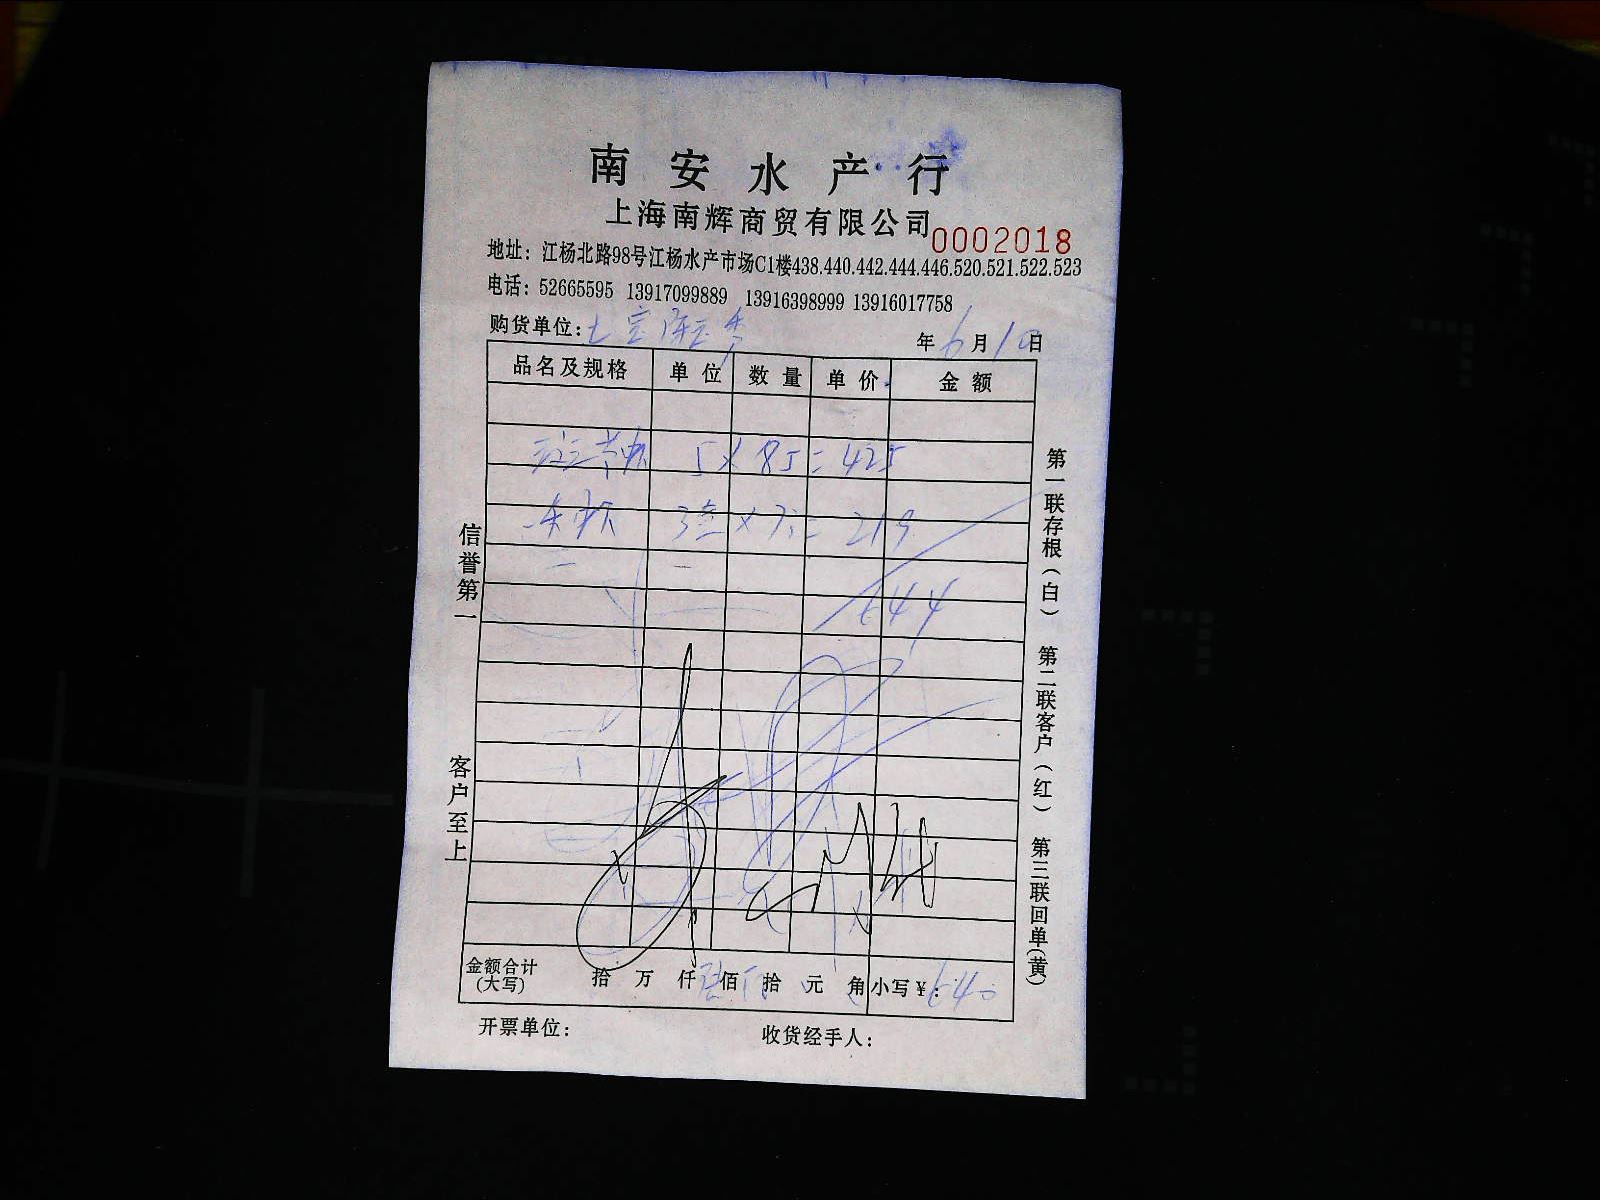 南安水产行
上海南辉商贸有限公司
0002018
地址：江杨北路98号江杨水产市场C1楼438.440.442.444.446.520.521.522.523
电话：52665595 13917099889 13916398999 13916017758
购货单位：七宝
年6月10日
品名及规格 单位 数量 单价 金额
5×85=425
219
644
信誉第一
客户至上
第一联存根（白） 第二联客户（红） 第三联回单（黄）
金额合计（大写） 拾 万 仟 佰 拾 元 角 小写￥：640
开票单位： 收货经手人：